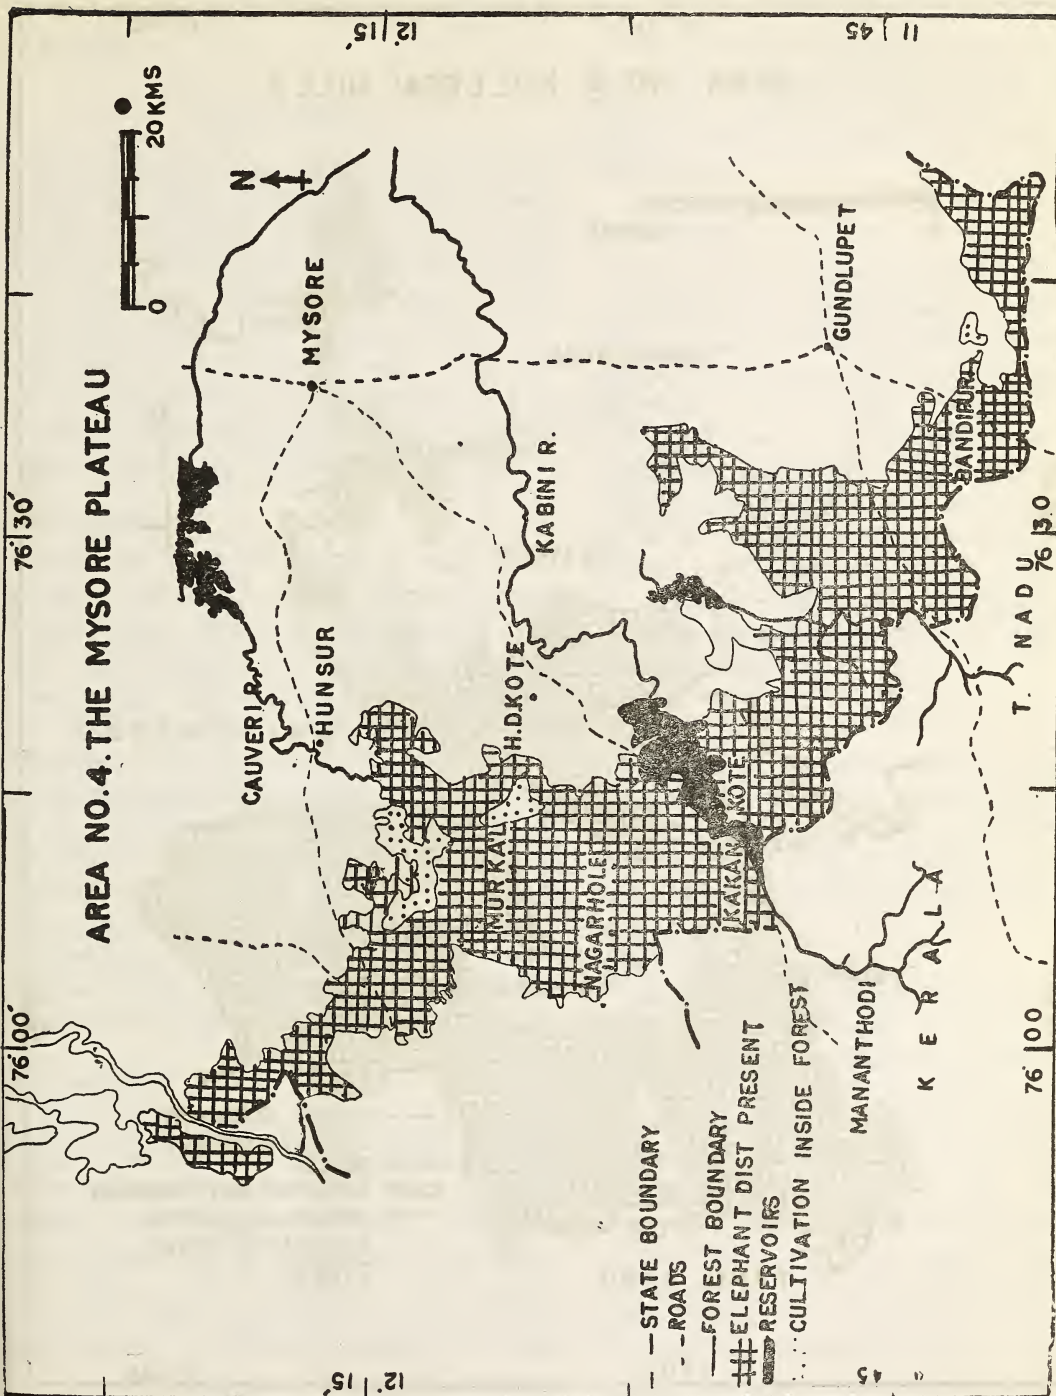 AREA NO.4. THE MYSORE PLATEAU
0 20 KMS
N
76°00'
76°30'
12°15'
11 45
CAUVERI R.
HUNSUR
MYSORE
H.D.KOTE
KABINI R.
MURKAL
NAGARHOLE
KAKAN KOTE
GUNDLUPET
BANDIPUR
MANANTHODI
K E R A L A
T. NADU
— STATE BOUNDARY
-- ROADS
— FOREST BOUNDARY
ELEPHANT DIST PRESENT
RESERVOIRS
CULTIVATION INSIDE FOREST
12°15'
45
76 00
76 30